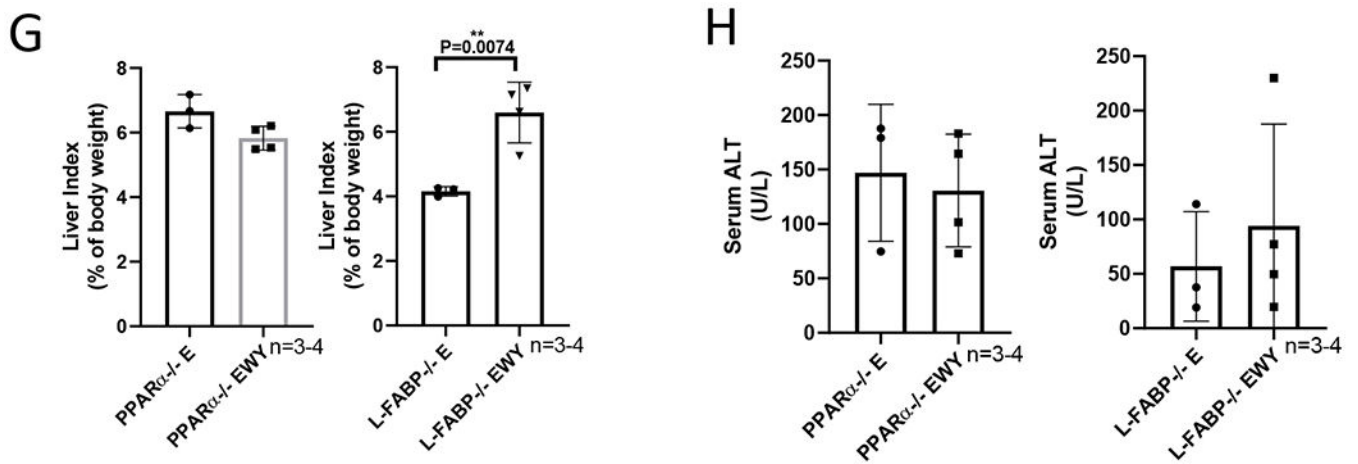 G
Liver Index
(% of body weight)
8
6
4
2
0
PPARα-/- E
PPARα-/- EWY
n=3-4
**
P=0.0074
Liver Index
(% of body weight)
8
6
4
2
0
L-FABP-/- E
L-FABP-/- EWY
n=3-4
H
Serum ALT
(U/L)
250
200
150
100
50
0
PPARα-/- E
PPARα-/- EWY
n=3-4
Serum ALT
(U/L)
250
200
150
100
50
0
L-FABP-/- E
L-FABP-/- EWY
n=3-4